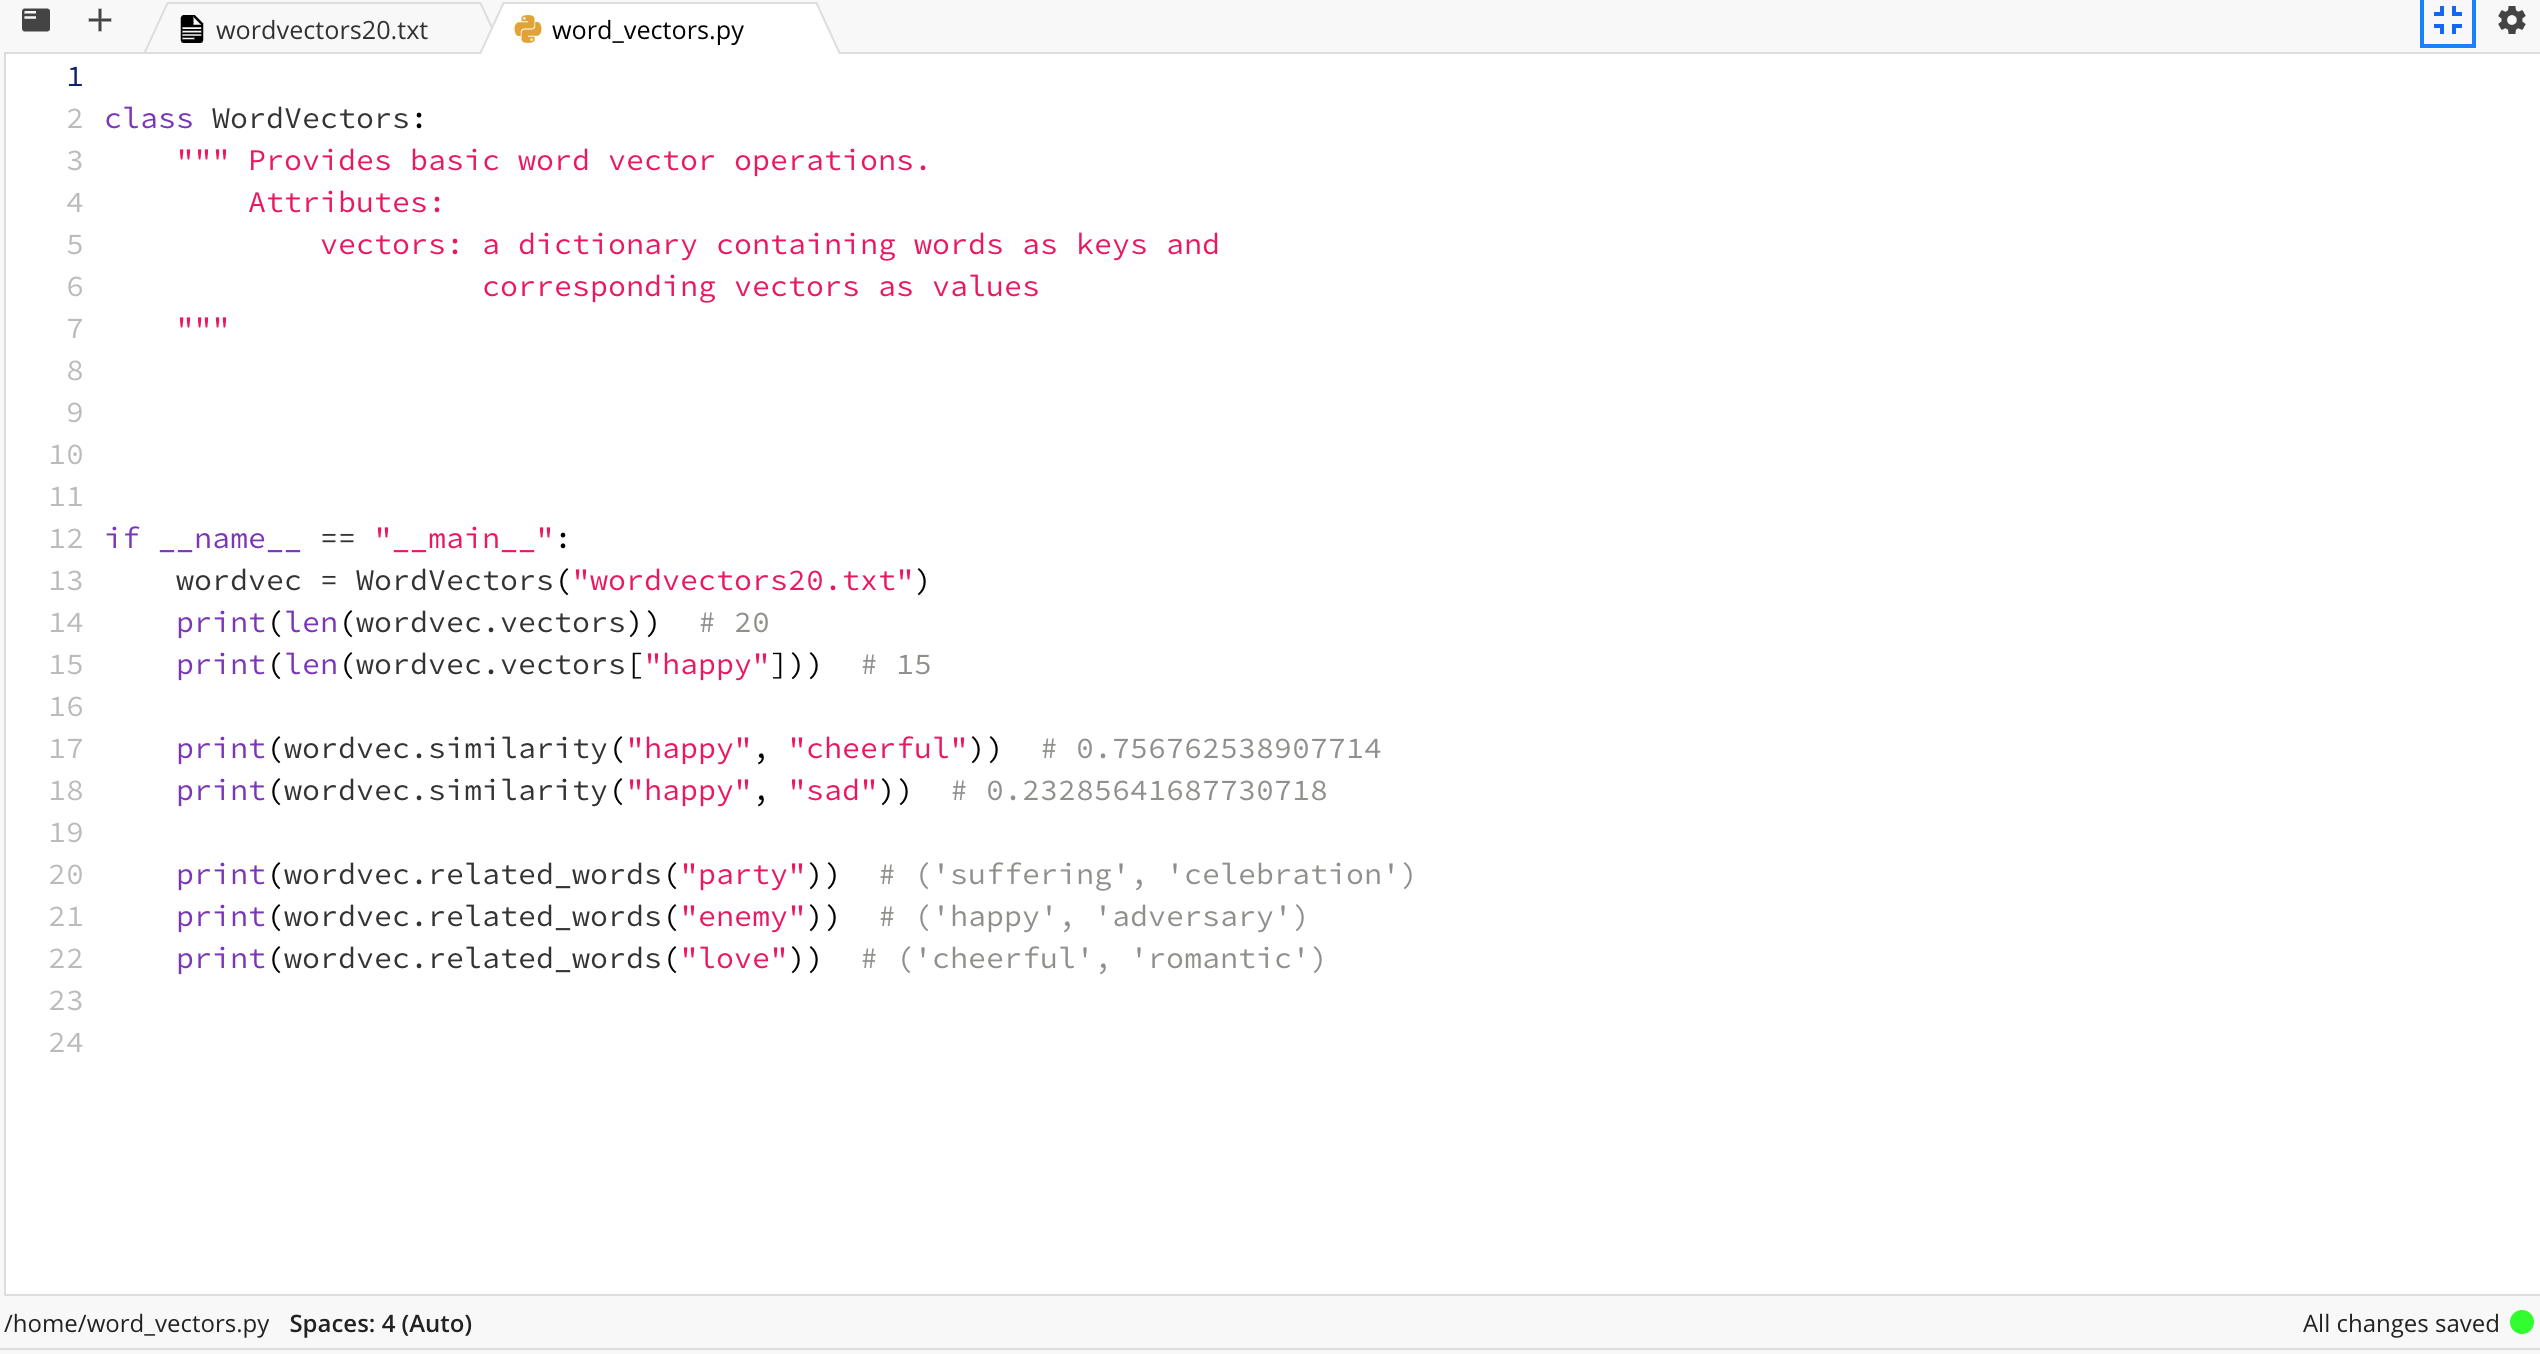 wordvectors20.txt word_vectors.py
1
2 class WordVectors:
3     """ Provides basic word vector operations.
4         Attributes:
5             vectors: a dictionary containing words as keys and
6                      corresponding vectors as values
7     """
8
9
10
11
12 if __name__ == "__main__":
13     wordvec = WordVectors("wordvectors20.txt")
14     print(len(wordvec.vectors))  # 20
15     print(len(wordvec.vectors["happy"]))  # 15
16
17     print(wordvec.similarity("happy", "cheerful"))  # 0.756762538907714
18     print(wordvec.similarity("happy", "sad"))  # 0.23285641687730718
19
20     print(wordvec.related_words("party"))  # ('suffering', 'celebration')
21     print(wordvec.related_words("enemy"))  # ('happy', 'adversary')
22     print(wordvec.related_words("love"))  # ('cheerful', 'romantic')
23
24
/home/word_vectors.py Spaces: 4 (Auto) All changes saved